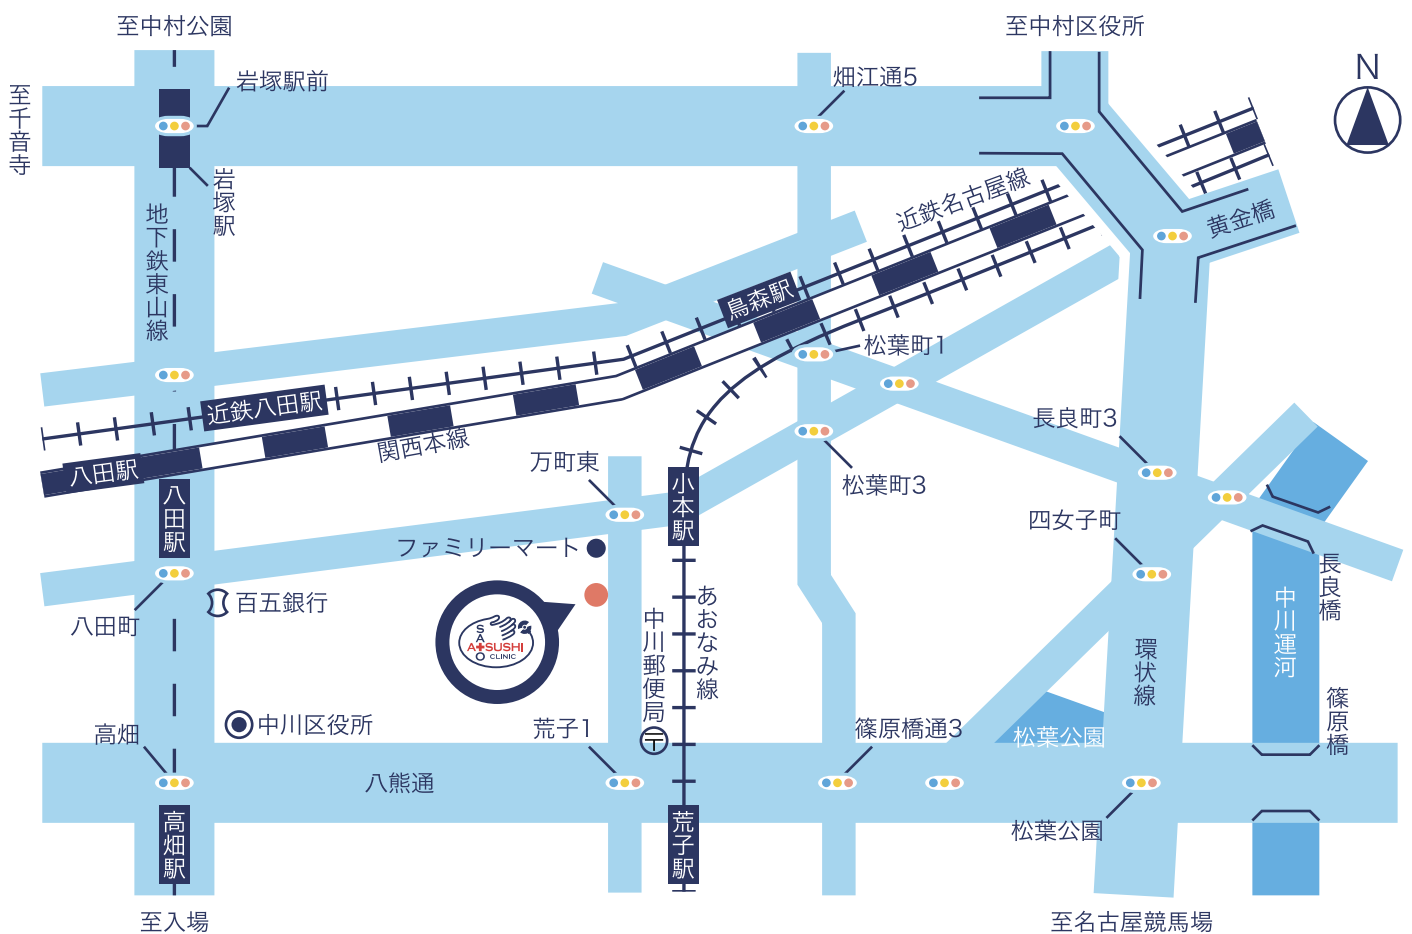 至中村公園
至中村区役所
N
至千音寺
岩塚駅前
畑江通5
岩塚駅
地下鉄東山線
近鉄名古屋線
黄金橋
烏森駅
松葉町1
近鉄八田駅
関西本線
八田駅
八田駅
万町東
小本駅
松葉町3
長良町3
四女子町
ファミリーマート
百五銀行
八田町
SATO
ATSUSHI
CLINIC
中川郵便局
あおなみ線
長良橋
中川運河
環状線
篠原橋
高畑
中川区役所
荒子1
〒
篠原橋通3
松葉公園
八熊通
高畑駅
荒子駅
松葉公園
至入場
至名古屋競馬場